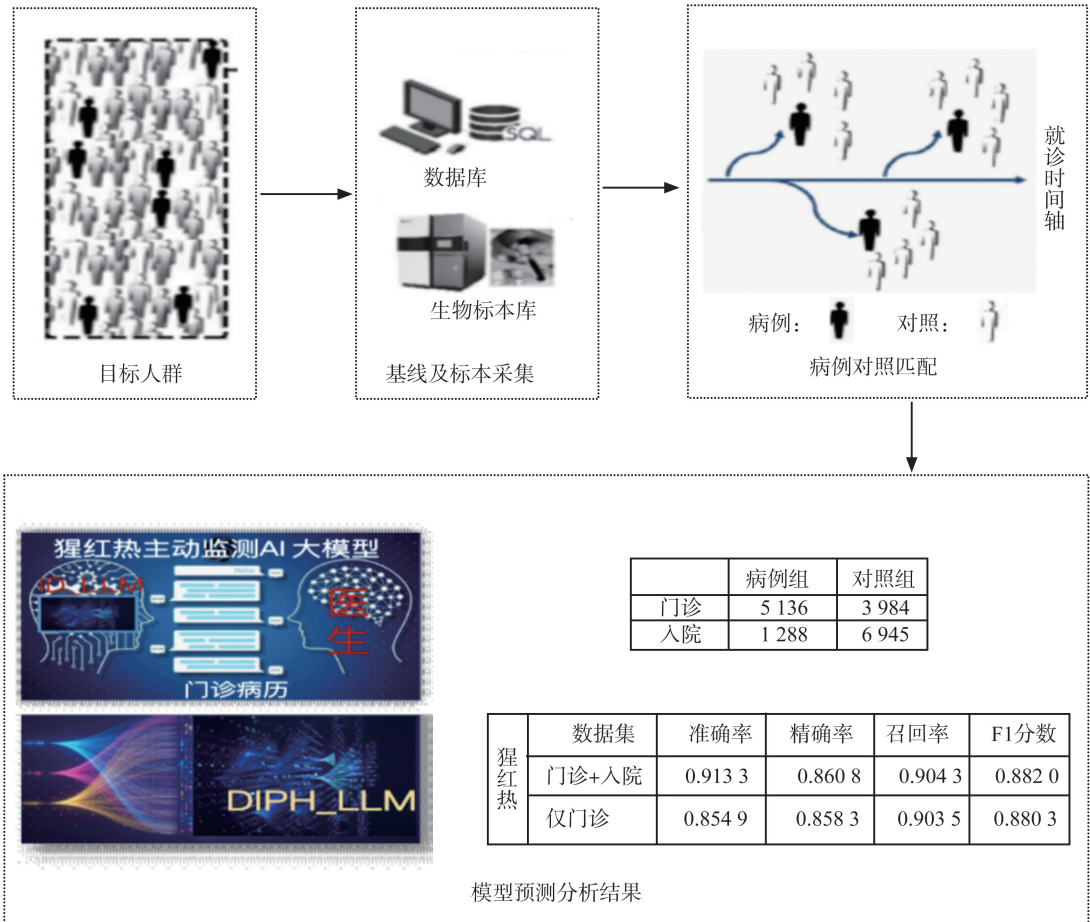 目标人群
SQL
数据库
生物标本库
基线及标本采集
就诊时间轴
病例：
对照：
病例对照匹配
猩红热主动监测AI 大模型
ID_LLM
医生
门诊病历
DIPH_LLM
病例组 对照组
门诊 5 136 3 984
入院 1 288 6 945
猩红热
数据集 准确率 精确率 召回率 F1分数
门诊+入院 0.913 3 0.860 8 0.904 3 0.882 0
仅门诊 0.854 9 0.858 3 0.903 5 0.880 3
模型预测分析结果